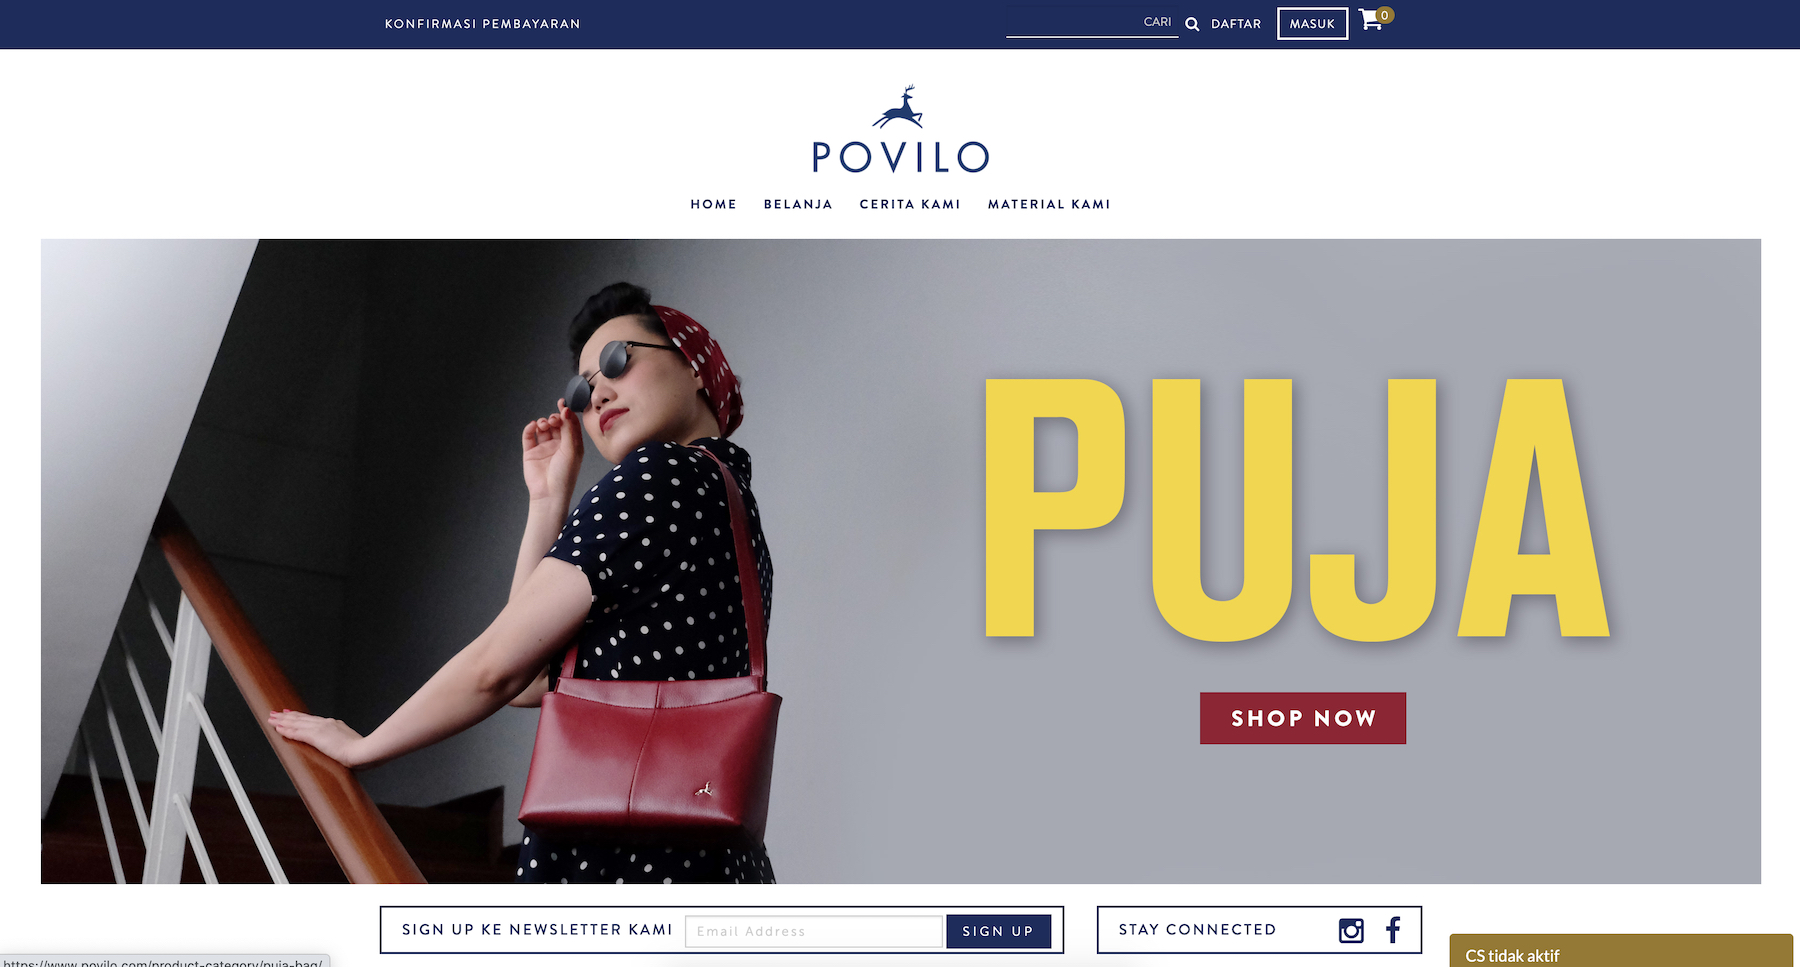 KONFIRMASI PEMBAYARAN
CARI
DAFTAR
MASUK
0
POVILO
HOME
BELANJA
CERITA KAMI
MATERIAL KAMI
PUJA
SHOP NOW
SIGN UP KE NEWSLETTER KAMI
Email Address
SIGN UP
STAY CONNECTED
CS tidak aktif
https://www.povilo.com/product-category/puja-bag/